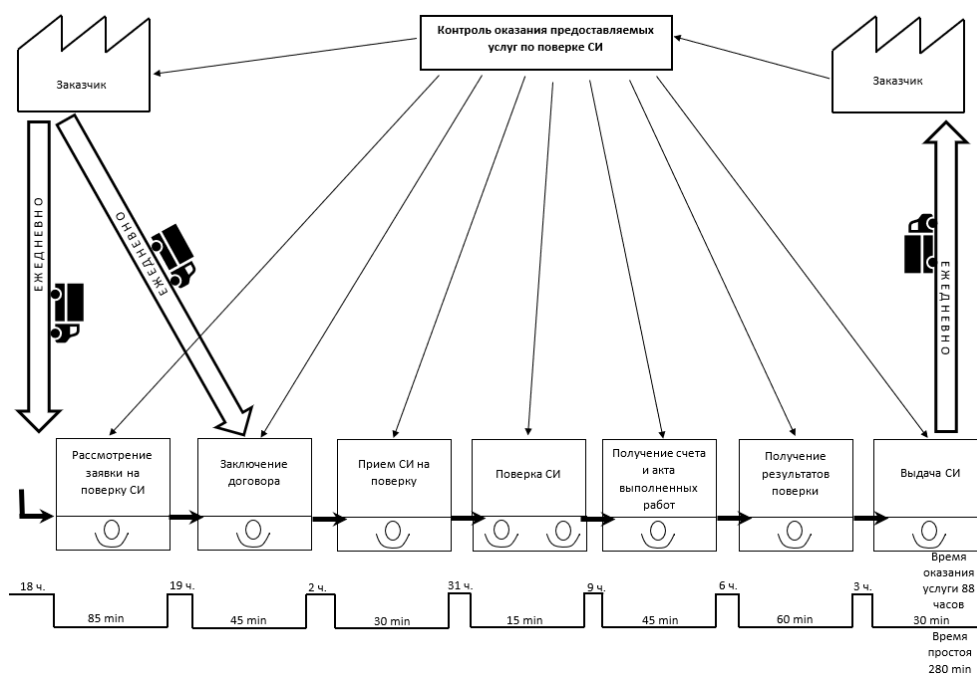 Контроль оказания предоставляемых
услуг по поверке СИ
Заказчик
Заказчик
ЕЖЕДНЕВНО
ЕЖЕДНЕВНО
ЕЖЕДНЕВНО
Рассмотрение
заявки на
поверку СИ
Заключение
договора
Прием СИ на
поверку
Поверка СИ
Получение счета
и акта
выполненных
работ
Получение
результатов
поверки
Выдача СИ
18 ч.
19 ч.
2 ч.
31 ч.
9 ч.
6 ч.
3 ч.
Время
оказания
услуги 88
часов
85 min
45 min
30 min
15 min
45 min
60 min
30 min
Время
простоя
280 min